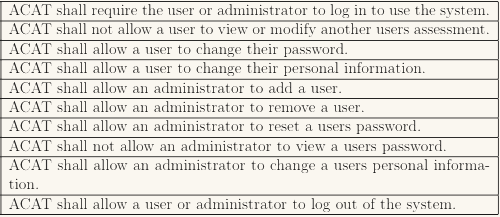 ACAT shall require the user or administrator to log in to use the system.
ACAT shall not allow a user to view or modify another users assessment.
ACAT shall allow a user to change their password.
ACAT shall allow a user to change their personal information.
ACAT shall allow an administrator to add a user.
ACAT shall allow an administrator to remove a user.
ACAT shall allow an administrator to reset a users password.
ACAT shall not allow an administrator to view a users password.
ACAT shall allow an administrator to change a users personal informa-
tion.
ACAT shall allow a user or administrator to log out of the system.